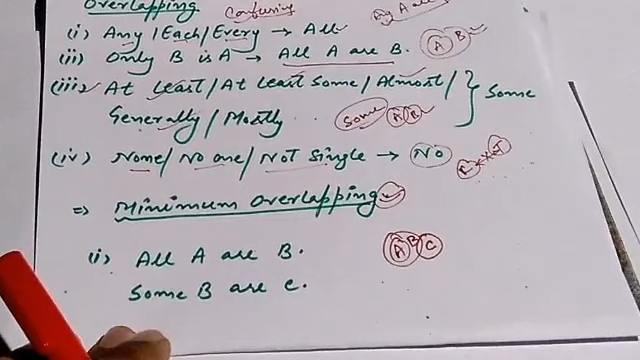 Overlapping Confusing Any A
(i) Any / Each / Every → All
(ii) Only B is A → All A are B. A B
(iii) At Least / At Least Some / Almost / } Some
Generally / Mostly Some A B
(iv) None / No one / Not Single → No
⇒ Minimum Overlapping
(i) All A are B. A B C
Some B are C.